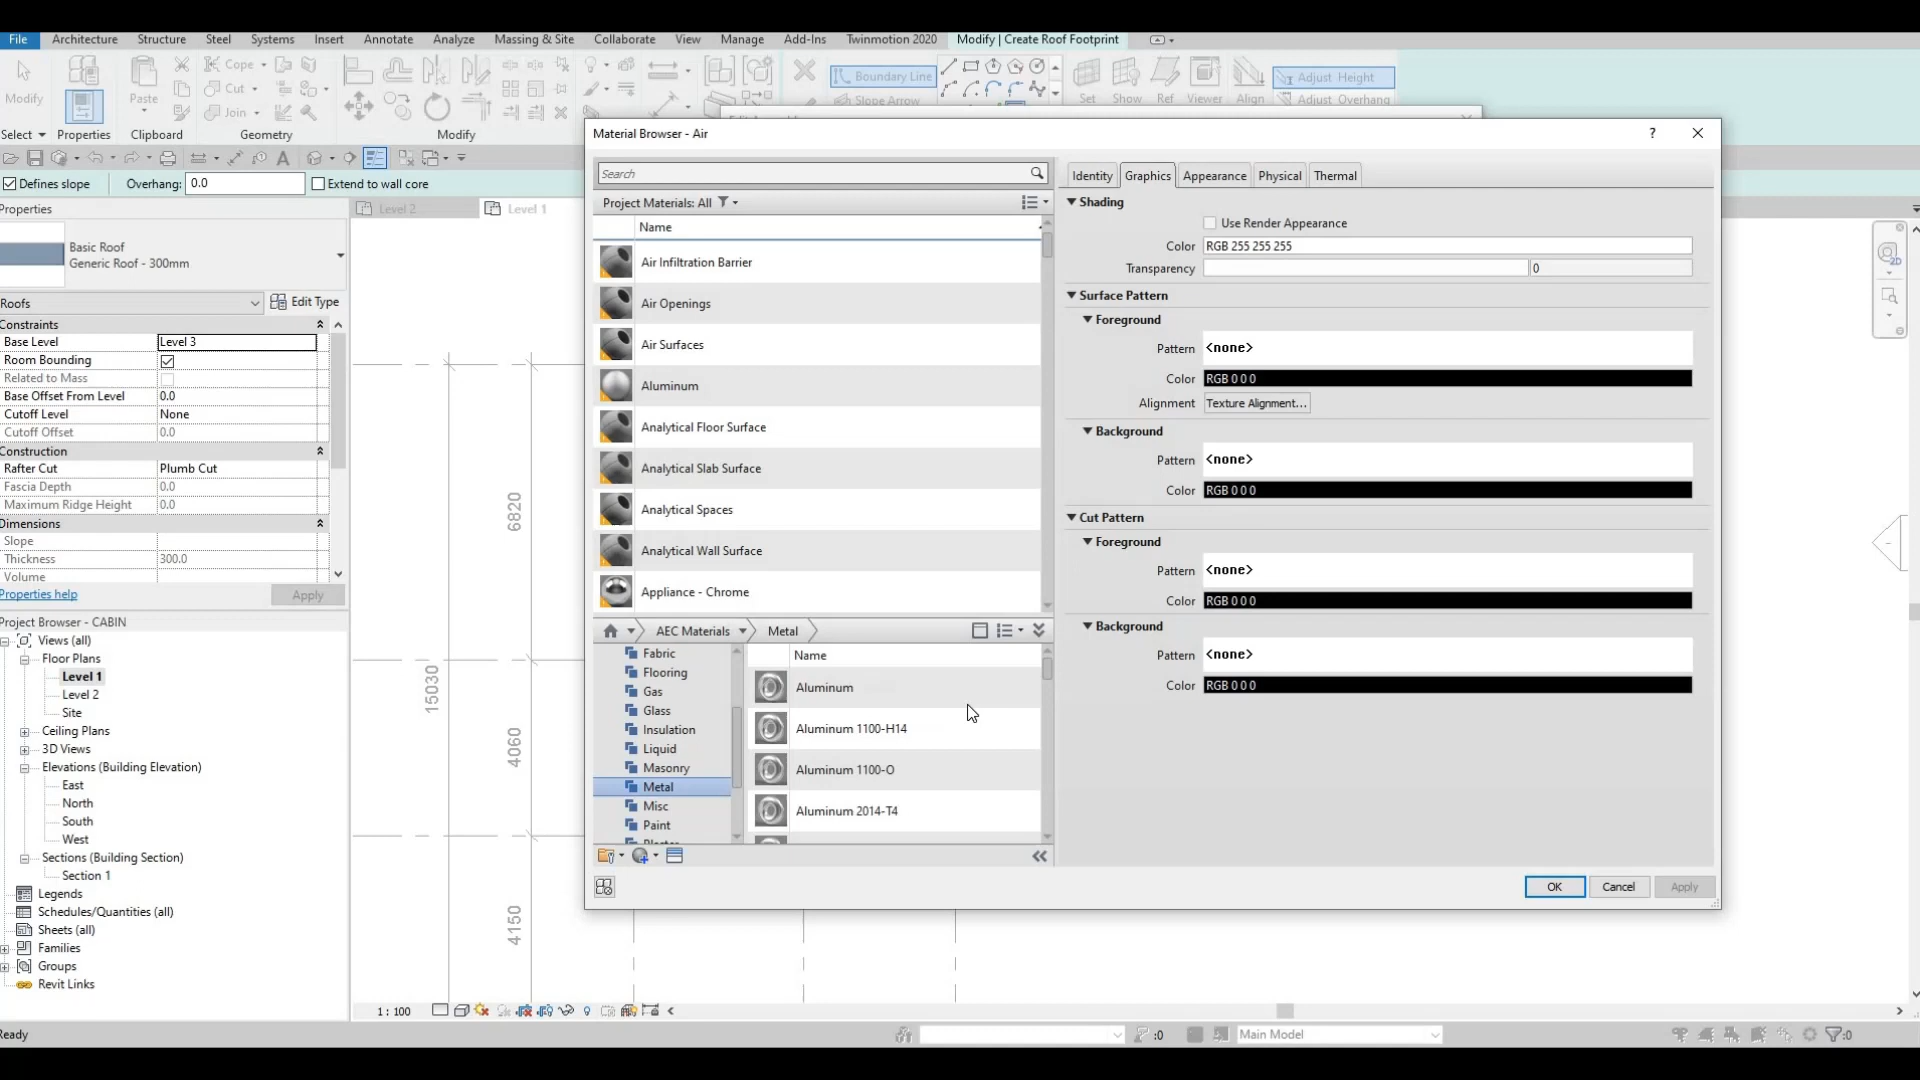 File Architecture Structure Steel Systems Insert Annotate Analyze Massing & Site Collaborate View Manage Add-Ins Twinmotion 2020 Modify | Create Roof Footprint
Cope
Cut
Join
Modify
Paste
Boundary Line
Slope Arrow
Set Show Ref Viewer Align
Adjust Height
Adjust Overhang
Select Properties Clipboard Geometry Modify
Defines slope Overhang: 0.0 Extend to wall core
Properties
Level 2 Level 1
Basic Roof
Generic Roof - 300mm
Roofs Edit Type
Constraints
Base Level Level 3
Room Bounding
Related to Mass
Base Offset From Level 0.0
Cutoff Level None
Cutoff Offset 0.0
Construction
Rafter Cut Plumb Cut
Fascia Depth 0.0
Maximum Ridge Height 0.0
Dimensions
Slope
Thickness 300.0
Volume
Properties help Apply
Project Browser - CABIN
Views (all)
Floor Plans
Level 1
Level 2
Site
Ceiling Plans
3D Views
Elevations (Building Elevation)
East
North
South
West
Sections (Building Section)
Section 1
Legends
Schedules/Quantities (all)
Sheets (all)
Families
Groups
Revit Links
6820
15030
4060
4150
Material Browser - Air
Search
Project Materials: All
Name
Air Infiltration Barrier
Air Openings
Air Surfaces
Aluminum
Analytical Floor Surface
Analytical Slab Surface
Analytical Spaces
Analytical Wall Surface
Appliance - Chrome
AEC Materials Metal
Fabric
Flooring
Gas
Glass
Insulation
Liquid
Masonry
Metal
Misc
Paint
Name
Aluminum
Aluminum 1100-H14
Aluminum 1100-O
Aluminum 2014-T4
Identity Graphics Appearance Physical Thermal
Shading
Use Render Appearance
Color RGB 255 255 255
Transparency 0
Surface Pattern
Foreground
Pattern <none>
Color RGB 0 0 0
Alignment Texture Alignment...
Background
Pattern <none>
Color RGB 0 0 0
Cut Pattern
Foreground
Pattern <none>
Color RGB 0 0 0
Background
Pattern <none>
Color RGB 0 0 0
OK Cancel Apply
2D
1 : 100
Ready
:0 Main Model :0